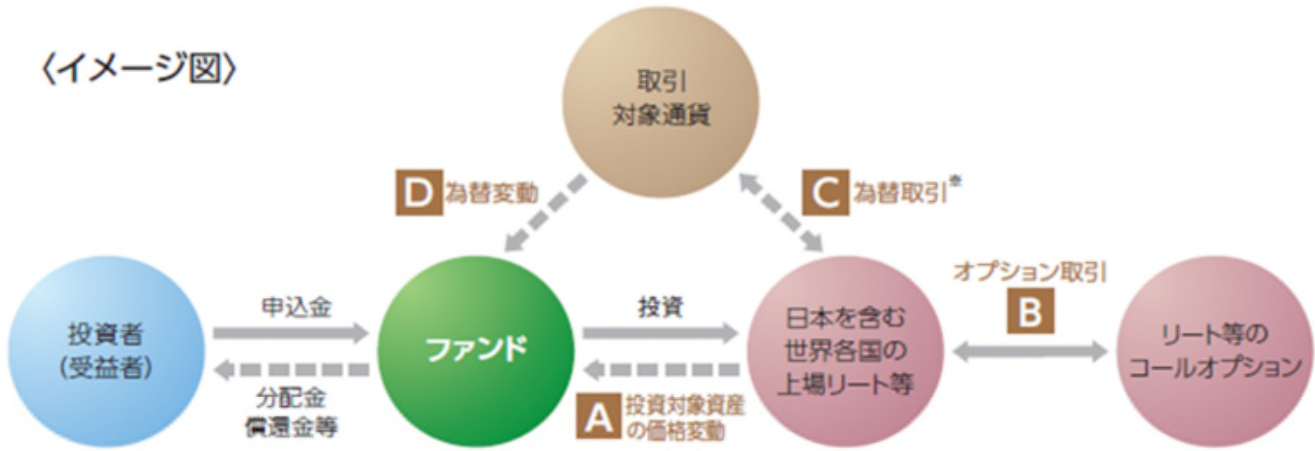 〈イメージ図〉
取引
対象通貨
D 為替変動
C 為替取引※
投資者
(受益者)
申込金
分配金
償還金等
ファンド
投資
A 投資対象資産
の価格変動
日本を含む
世界各国の
上場リート等
オプション取引
B
リート等の
コールオプション